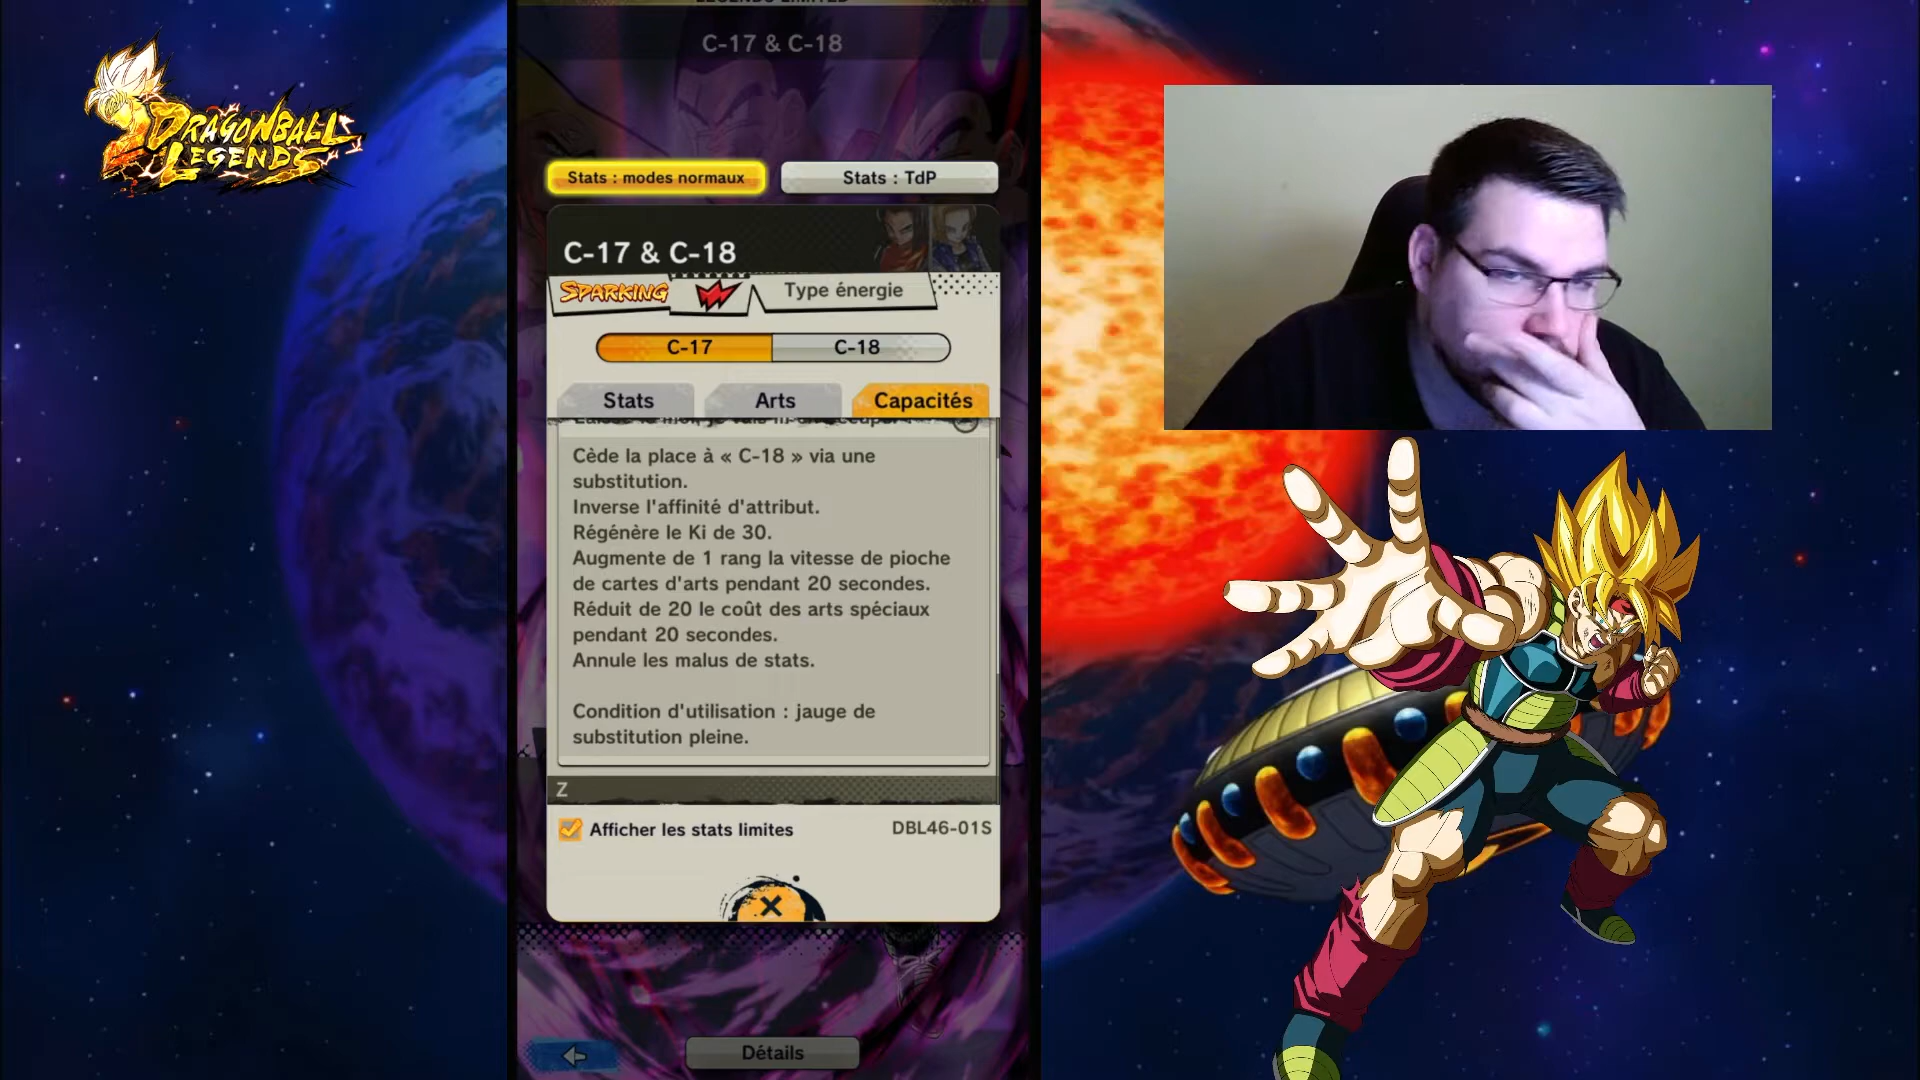 LEGENDS LIMITED
C-17 & C-18
DRAGONBALL
LEGENDS
Stats : modes normaux
Stats : TdP
C-17 & C-18
SPARKING
Type énergie
C-17
C-18
Stats
Arts
Capacités
Cède la place à « C-18 » via une
substitution.
Inverse l'affinité d'attribut.
Régénère le Ki de 30.
Augmente de 1 rang la vitesse de pioche
de cartes d'arts pendant 20 secondes.
Réduit de 20 le coût des arts spéciaux
pendant 20 secondes.
Annule les malus de stats.
Condition d'utilisation : jauge de
substitution pleine.
Z
Afficher les stats limites
DBL46-01S
Détails